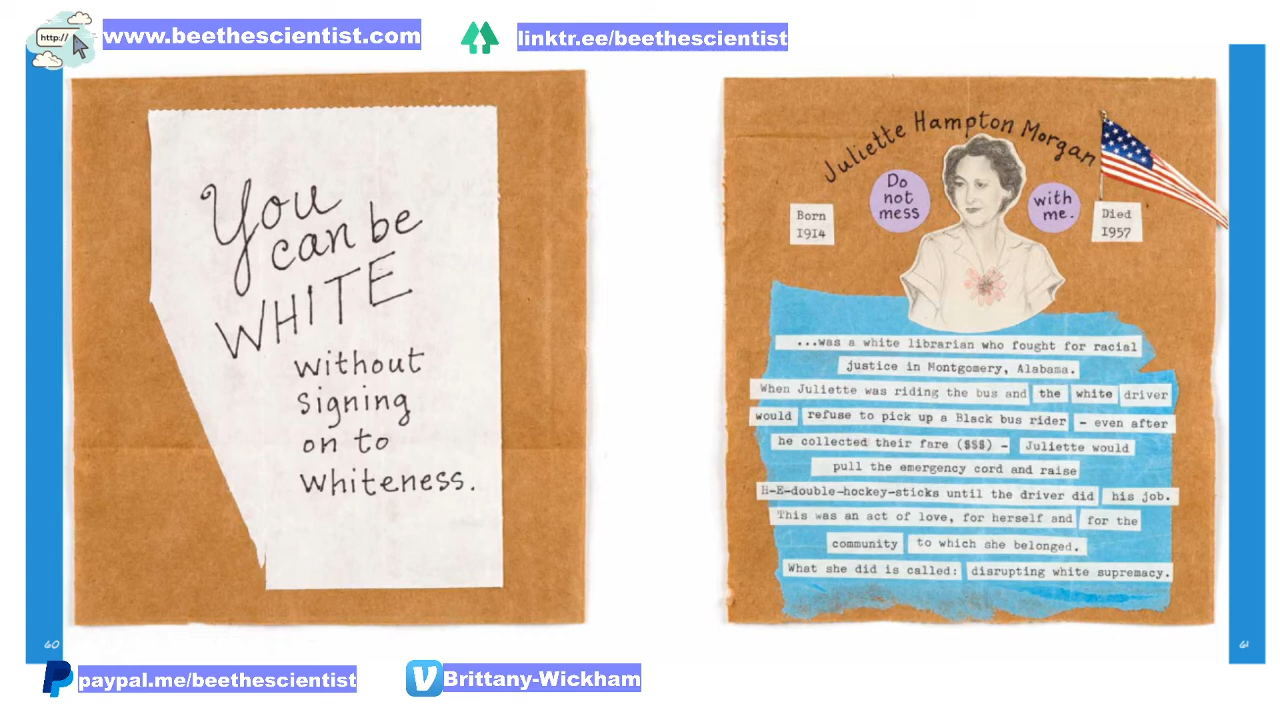 http://
www.beethescientist.com
linktr.ee/beethescientist
You
can be
WHITE
without
signing
on to
whiteness.
60
Juliette Hampton Morgan
Do
not
mess
with
me.
Born
1914
Died
1957
...was a white librarian who fought for racial
justice in Montgomery, Alabama.
When Juliette was riding the bus and the white driver
would refuse to pick up a Black bus rider – even after
he collected their fare ($$$) – Juliette would
pull the emergency cord and raise
H-E-double-hockey-sticks until the driver did his job.
This was an act of love, for herself and for the
community to which she belonged.
What she did is called: disrupting white supremacy.
61
paypal.me/beethescientist
Brittany-Wickham